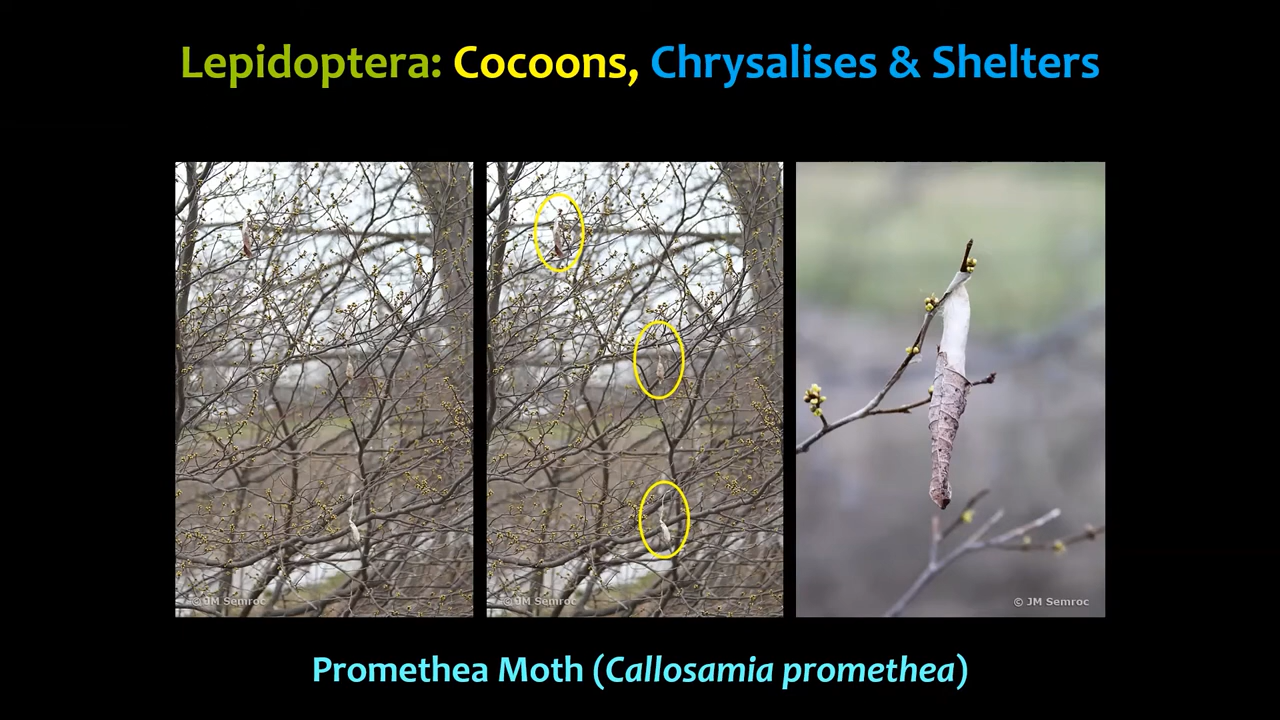 Lepidoptera: Cocoons, Chrysalises & Shelters
© JM Semroc
© JM Semroc
© JM Semroc
Promethea Moth (Callosamia promethea)